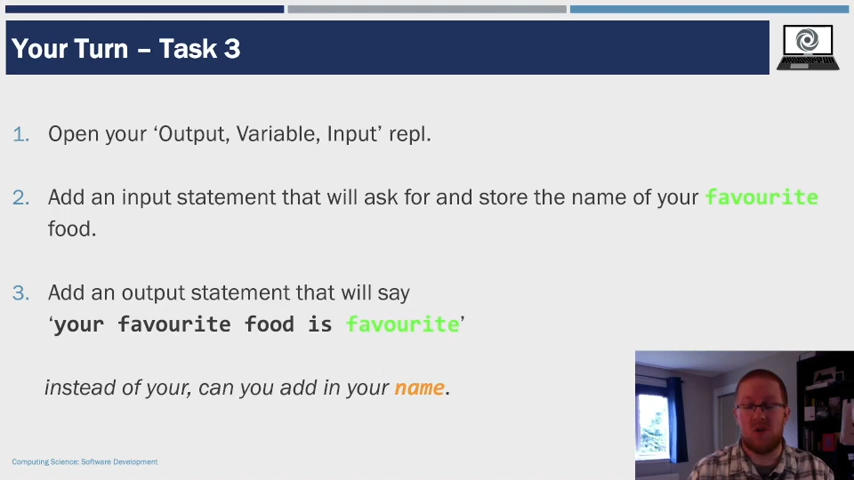 Your Turn – Task 3
1. Open your ‘Output, Variable, Input’ repl.
2. Add an input statement that will ask for and store the name of your favourite
food.
3. Add an output statement that will say
‘your favourite food is favourite’
instead of your, can you add in your name.
Computing Science: Software Development